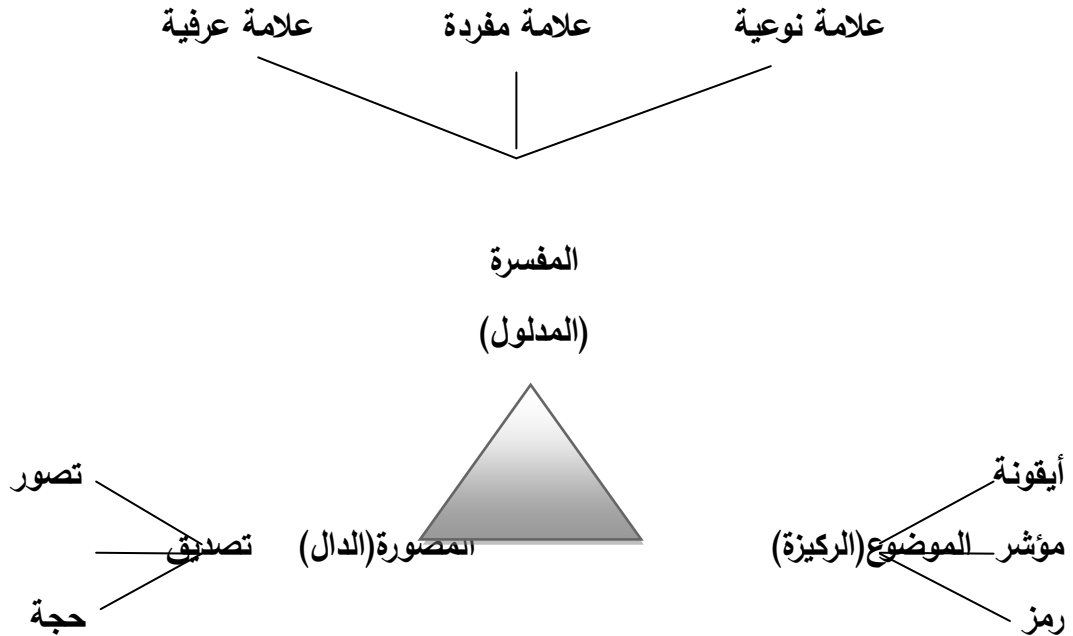 علامة نوعية علامة مفردة علامة عرفية
المفسرة
(المدلول)
أيقونة
تصور
مؤشر الموضوع(الركيزة)
المصورة(الدال) تصديق
رمز
حجة